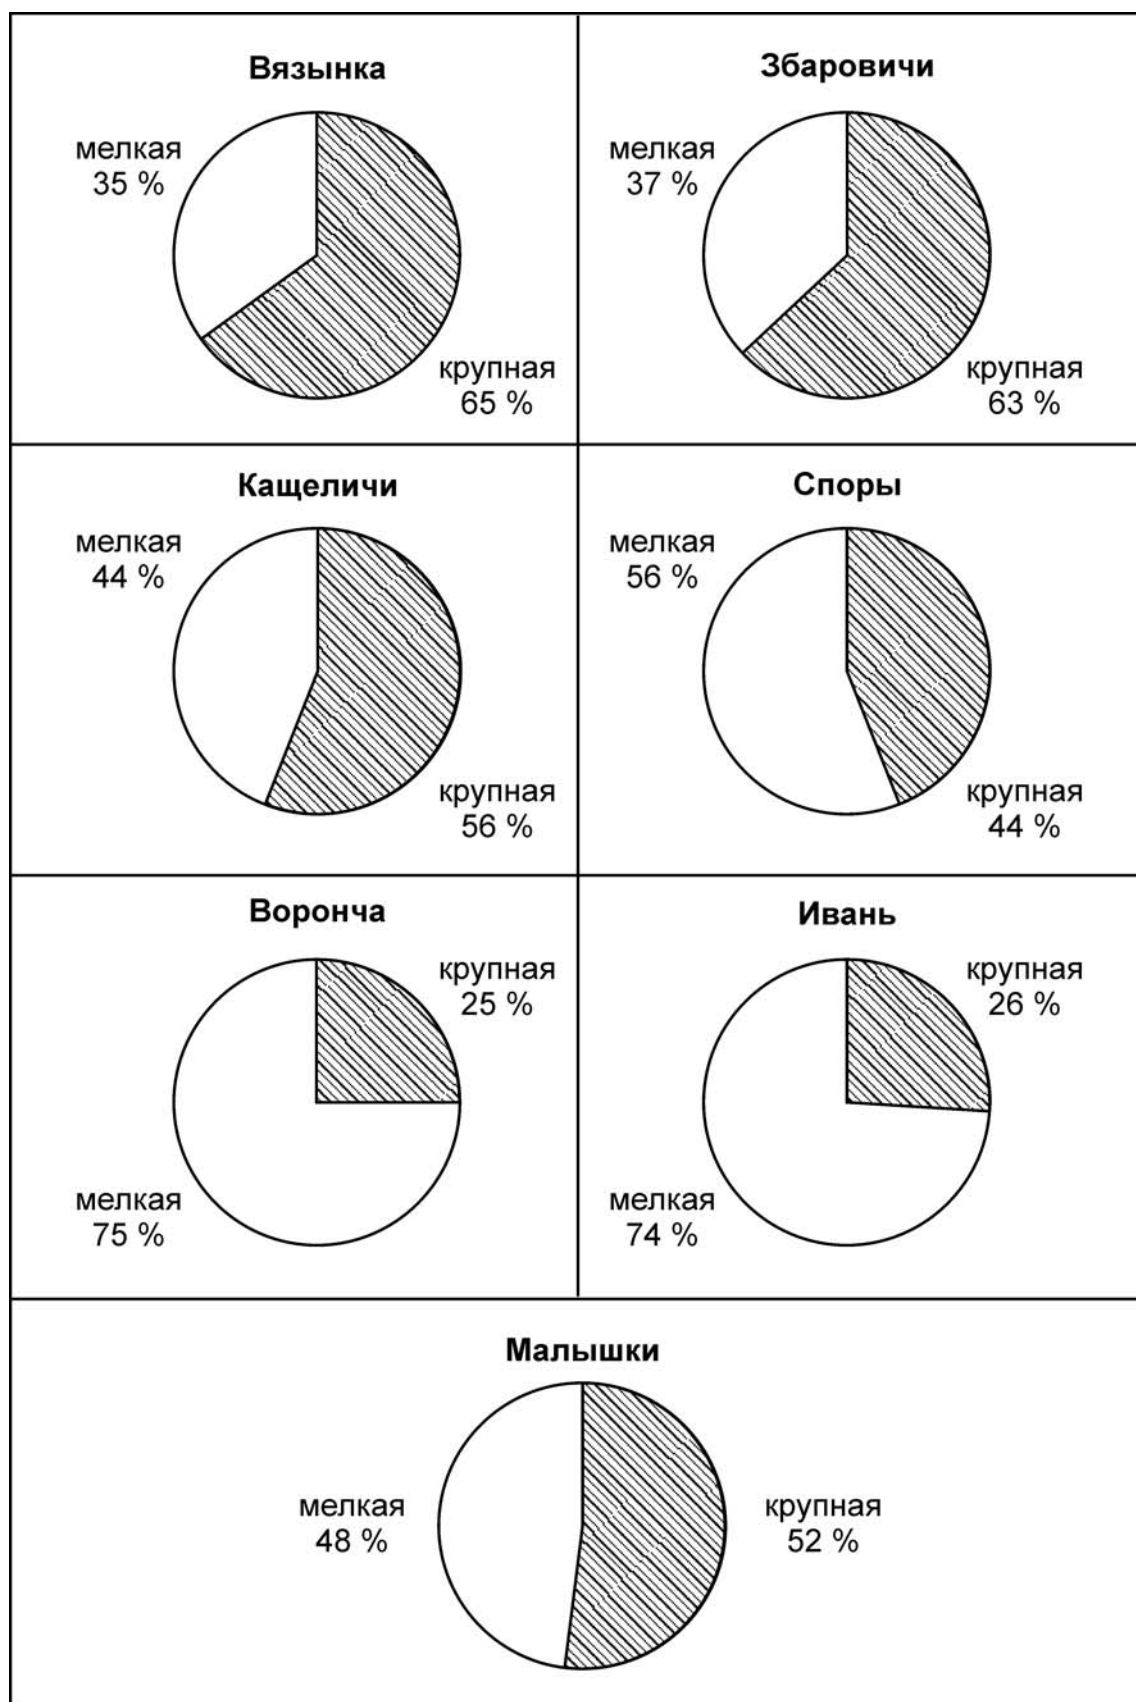 Вязынка
мелкая
35 %
крупная
65 %
Збаровичи
мелкая
37 %
крупная
63 %
Кащеличи
мелкая
44 %
крупная
56 %
Споры
мелкая
56 %
крупная
44 %
Воронча
крупная
25 %
мелкая
75 %
Ивань
крупная
26 %
мелкая
74 %
Малышки
мелкая
48 %
крупная
52 %